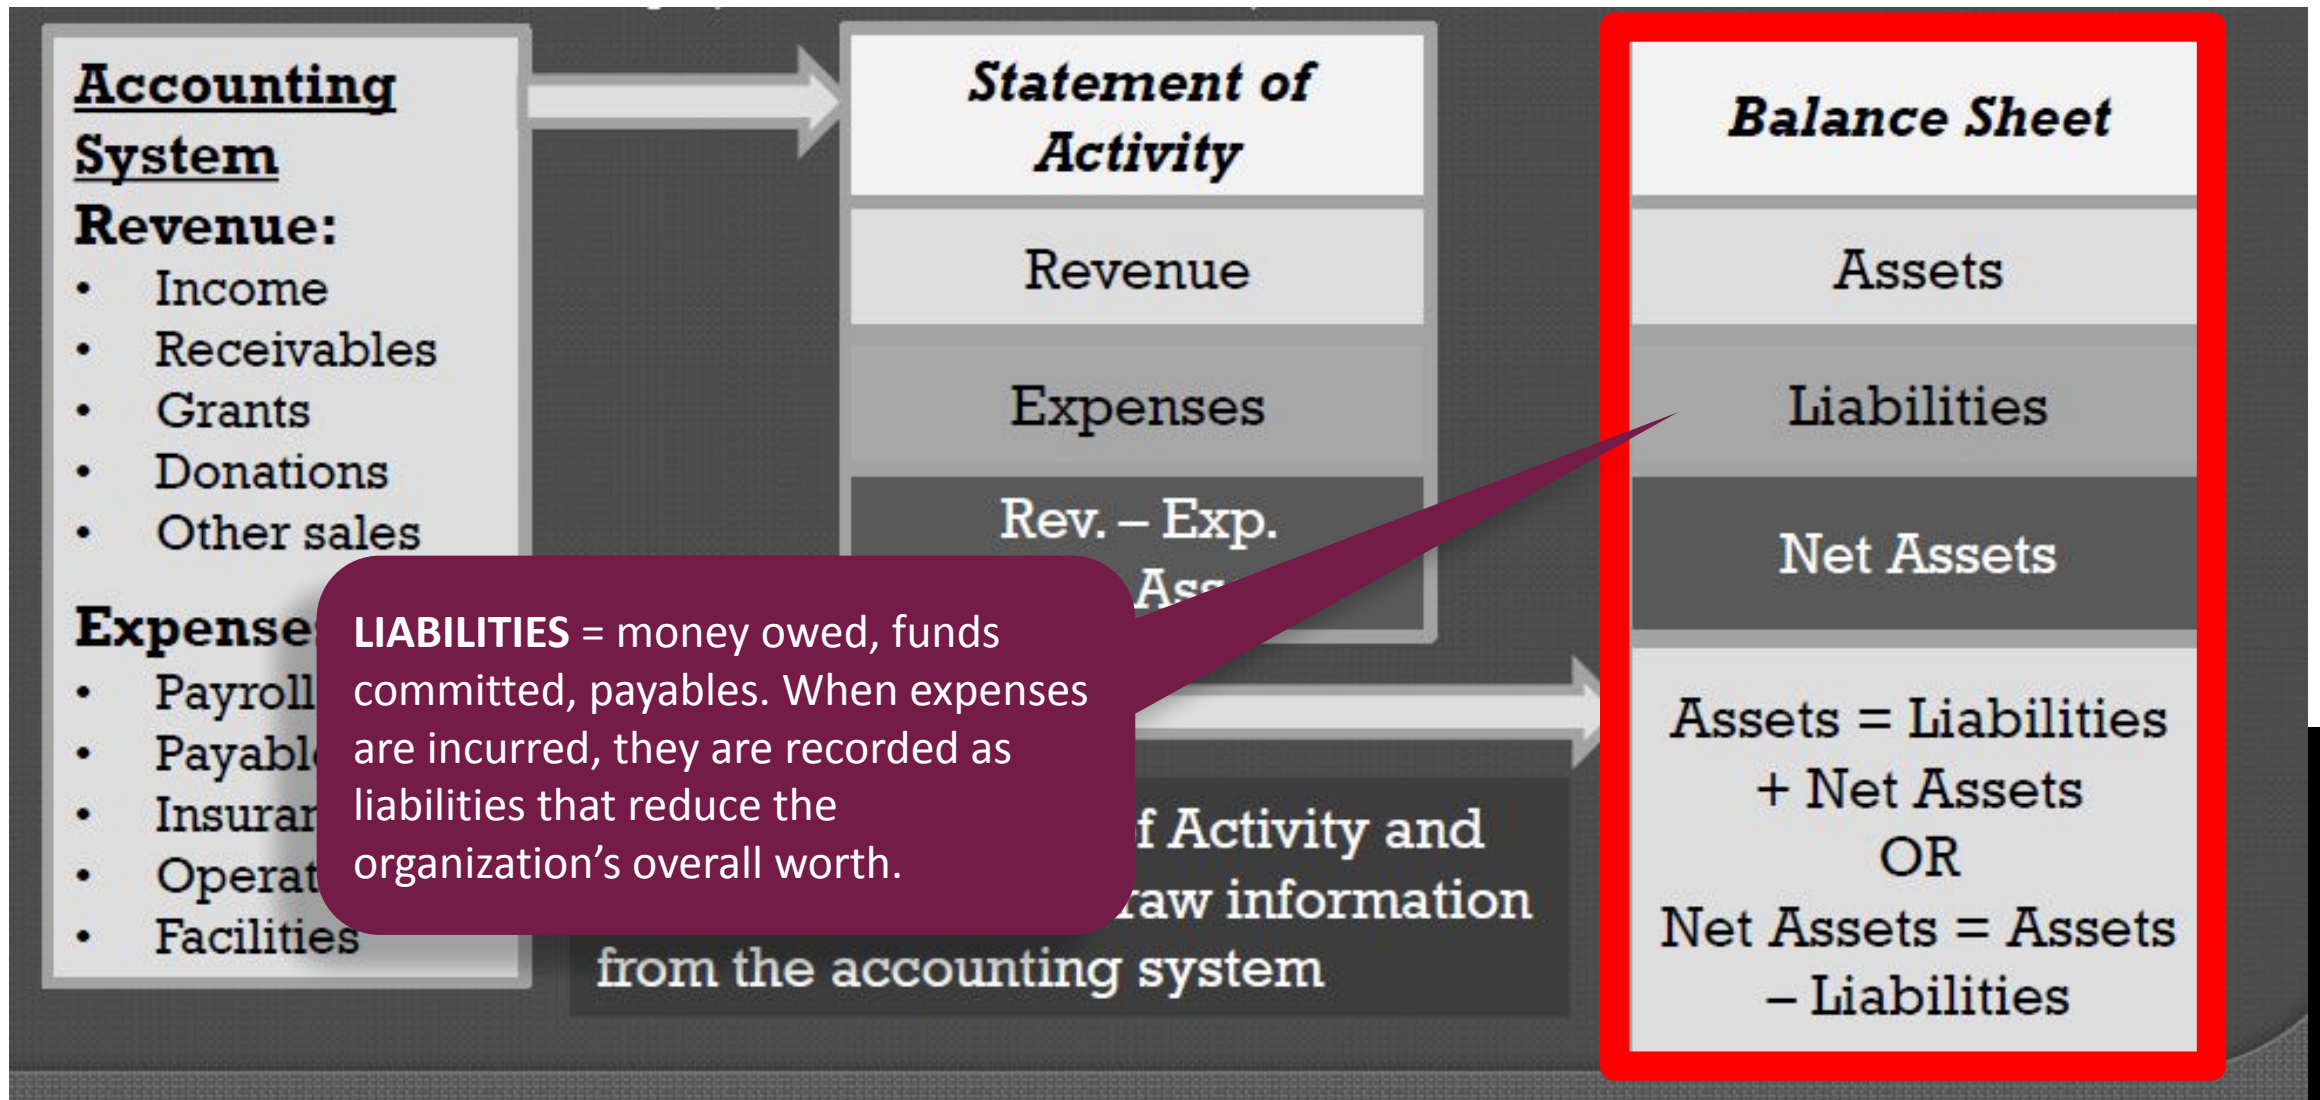 Accounting
System
Revenue:
• Income
• Receivables
• Grants
• Donations
• Other sales
• Payroll
• Facilities
Statement of
Activity
Revenue
Expenses
Rev. – Exp.
LIABILITIES = money owed, funds
committed, payables. When expenses
are incurred, they are recorded as
liabilities that reduce the
organization’s overall worth.
of Activity and
information
from the accounting system
Balance Sheet
Assets
Liabilities
Net Assets
Assets = Liabilities
+ Net Assets
OR
Net Assets = Assets
– Liabilities